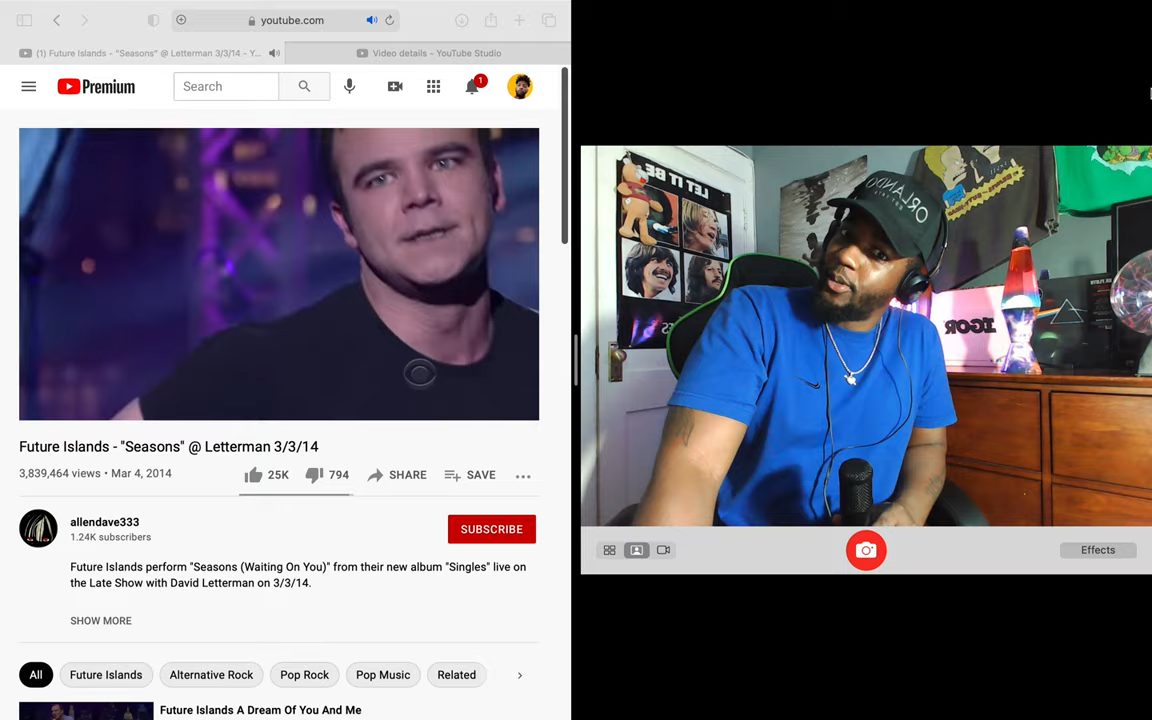 youtube.com
(1) Future Islands - "Seasons" @ Letterman 3/3/14 - Y...
Video details - YouTube Studio
Premium
Search
1
Future Islands - "Seasons" @ Letterman 3/3/14
3,839,464 views • Mar 4, 2014
25K
794
SHARE
SAVE
allendave333
1.24K subscribers
SUBSCRIBE
Future Islands perform "Seasons (Waiting On You)" from their new album "Singles" live on
the Late Show with David Letterman on 3/3/14.
SHOW MORE
All
Future Islands
Alternative Rock
Pop Rock
Pop Music
Related
Future Islands A Dream Of You And Me
LET IT BE
ORLANDO
IGOR
Effects